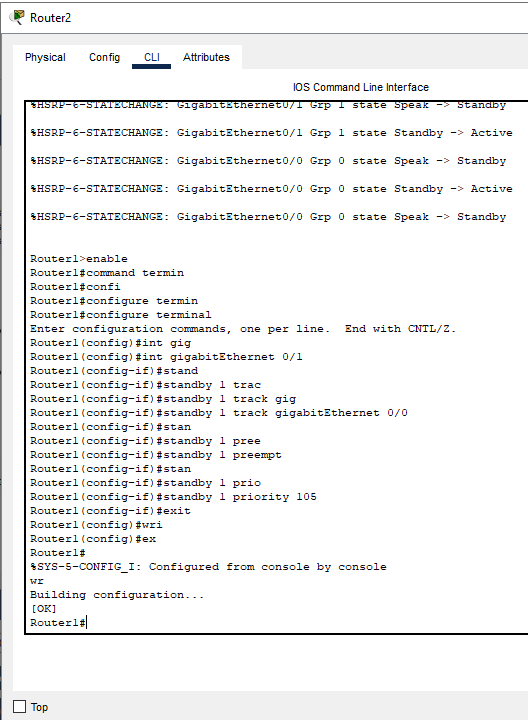 Router2
Physical Config CLI Attributes
IOS Command Line Interface
%HSRP-6-STATECHANGE: GigabitEthernet0/1 Grp 1 state Speak -> Standby
%HSRP-6-STATECHANGE: GigabitEthernet0/1 Grp 1 state Standby -> Active
%HSRP-6-STATECHANGE: GigabitEthernet0/0 Grp 0 state Speak -> Standby
%HSRP-6-STATECHANGE: GigabitEthernet0/0 Grp 0 state Standby -> Active
%HSRP-6-STATECHANGE: GigabitEthernet0/0 Grp 0 state Speak -> Standby
Router1>enable
Router1#command termin
Router1#confi
Router1#configure termin
Router1#configure terminal
Enter configuration commands, one per line. End with CNTL/Z.
Router1(config)#int gig
Router1(config)#int gigabitEthernet 0/1
Router1(config-if)#stand
Router1(config-if)#standby 1 trac
Router1(config-if)#standby 1 track gig
Router1(config-if)#standby 1 track gigabitEthernet 0/0
Router1(config-if)#stan
Router1(config-if)#standby 1 pree
Router1(config-if)#standby 1 preempt
Router1(config-if)#stan
Router1(config-if)#standby 1 prio
Router1(config-if)#standby 1 priority 105
Router1(config-if)#exit
Router1(config)#wri
Router1(config)#ex
Router1#
%SYS-5-CONFIG_I: Configured from console by console
wr
Building configuration...
[OK]
Router1#
Top